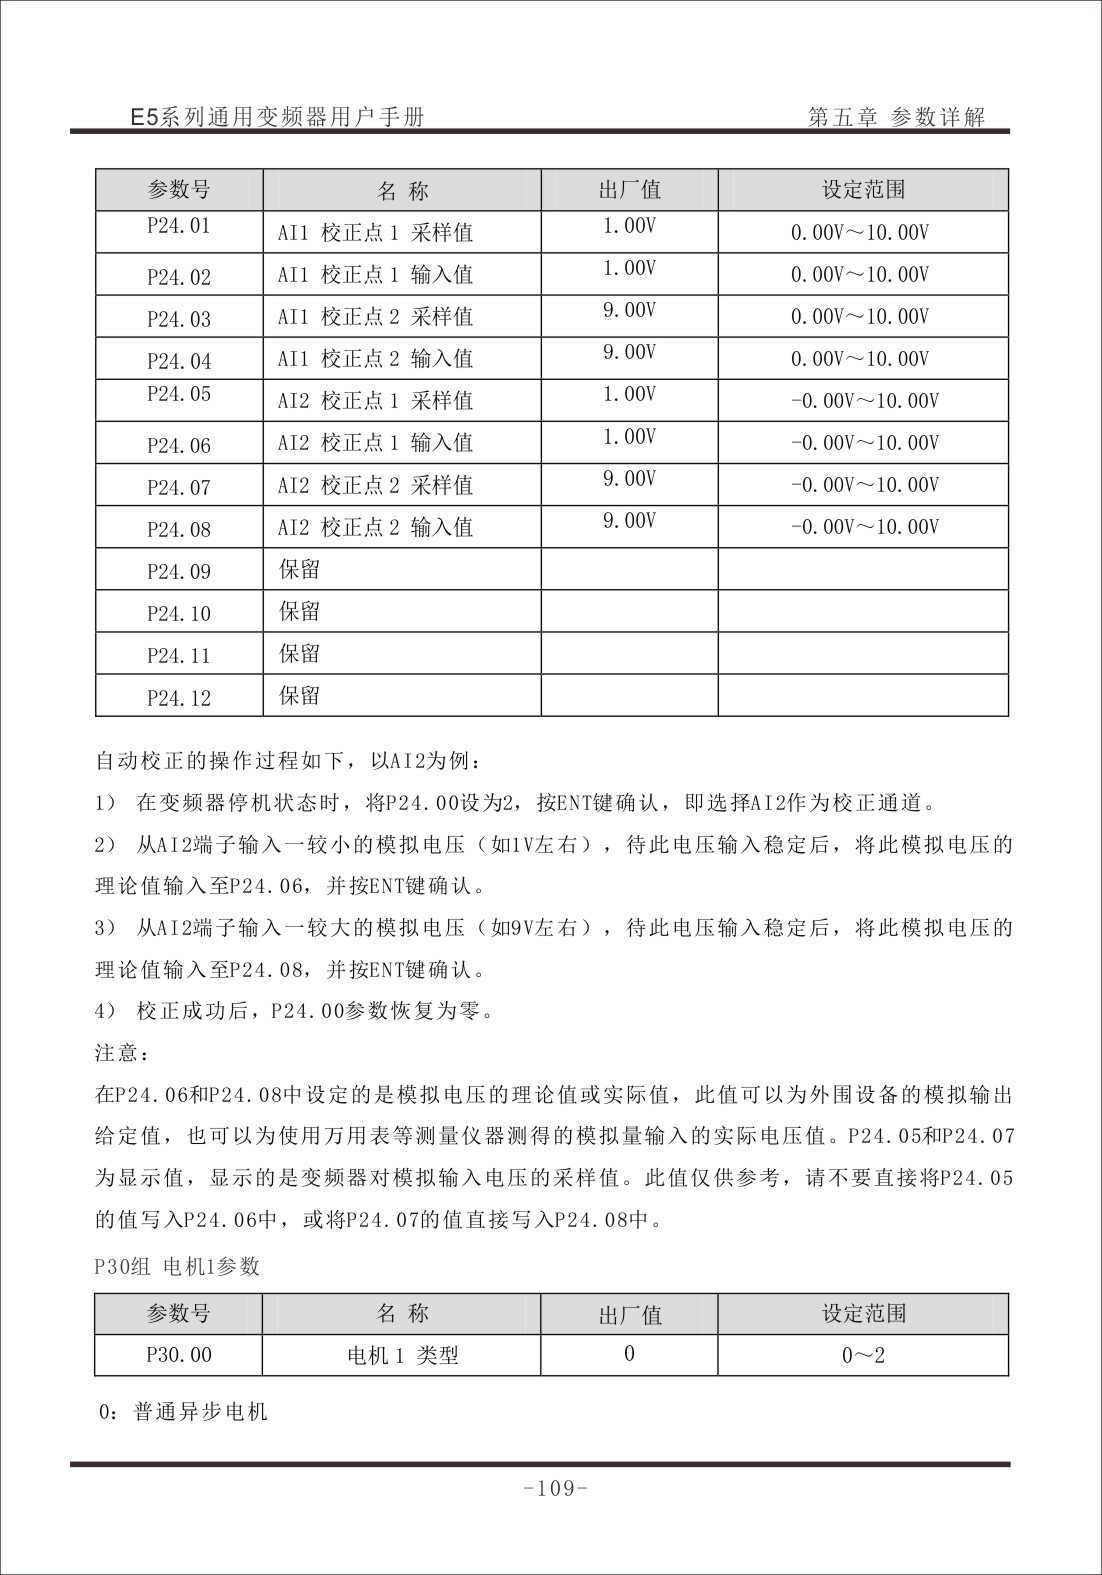 E5系列通用变频器用户手册 第五章 参数详解
参数号 名 称 出厂值 设定范围
P24.01 AI1 校正点1 采样值 1.00V 0.00V～10.00V
P24.02 AI1 校正点1 输入值 1.00V 0.00V～10.00V
P24.03 AI1 校正点2 采样值 9.00V 0.00V～10.00V
P24.04 AI1 校正点2 输入值 9.00V 0.00V～10.00V
P24.05 AI2 校正点1 采样值 1.00V -0.00V～10.00V
P24.06 AI2 校正点1 输入值 1.00V -0.00V～10.00V
P24.07 AI2 校正点2 采样值 9.00V -0.00V～10.00V
P24.08 AI2 校正点2 输入值 9.00V -0.00V～10.00V
P24.09 保留
P24.10 保留
P24.11 保留
P24.12 保留
自动校正的操作过程如下，以AI2为例：
1） 在变频器停机状态时，将P24.00设为2，按ENT键确认，即选择AI2作为校正通道。
2） 从AI2端子输入一较小的模拟电压（如1V左右），待此电压输入稳定后，将此模拟电压的
理论值输入至P24.06，并按ENT键确认。
3） 从AI2端子输入一较大的模拟电压（如9V左右），待此电压输入稳定后，将此模拟电压的
理论值输入至P24.08，并按ENT键确认。
4） 校正成功后，P24.00参数恢复为零。
注意：
在P24.06和P24.08中设定的是模拟电压的理论值或实际值，此值可以为外围设备的模拟输出
给定值，也可以为使用万用表等测量仪器测得的模拟量输入的实际电压值。P24.05和P24.07
为显示值，显示的是变频器对模拟输入电压的采样值。此值仅供参考，请不要直接将P24.05
的值写入P24.06中，或将P24.07的值直接写入P24.08中。
P30组 电机1参数
参数号 名 称 出厂值 设定范围
P30.00 电机1 类型 0 0～2
0：普通异步电机
-109-